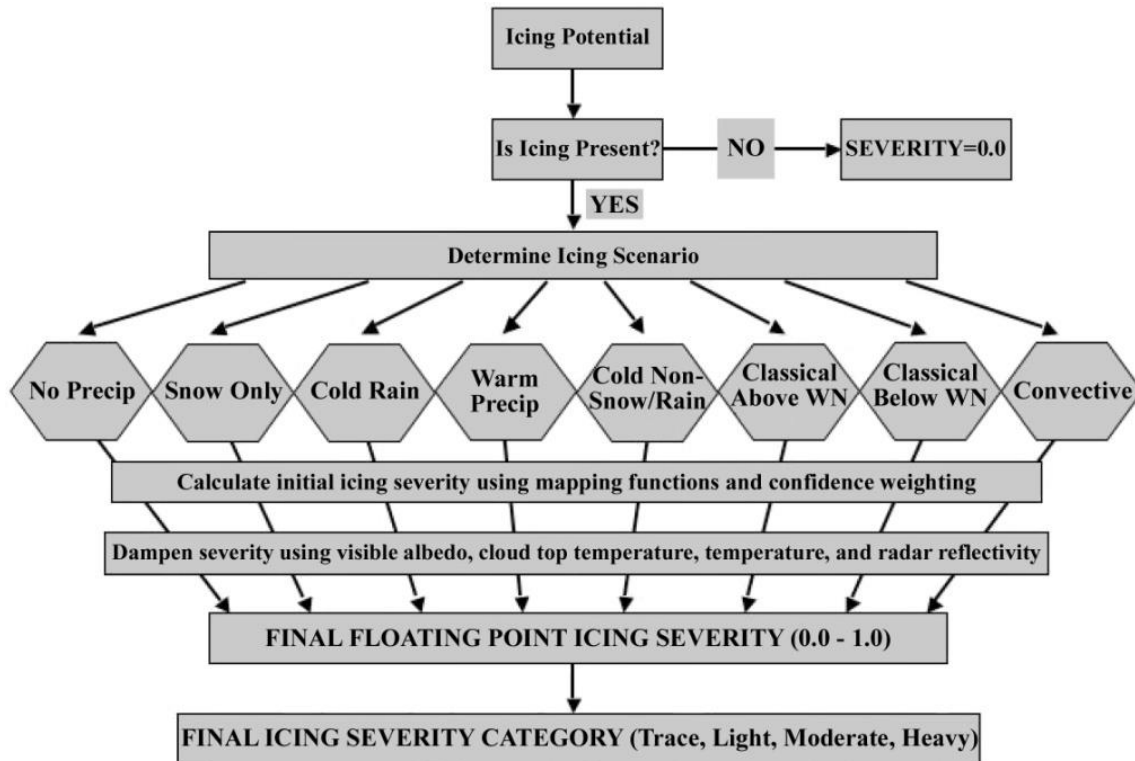 Icing Potential
Is Icing Present?
NO
SEVERITY=0.0
YES
Determine Icing Scenario
No Precip
Snow Only
Cold Rain
Warm
Precip
Cold Non-
Snow/Rain
Classical
Above WN
Classical
Below WN
Convective
Calculate initial icing severity using mapping functions and confidence weighting
Dampen severity using visible albedo, cloud top temperature, temperature, and radar reflectivity
FINAL FLOATING POINT ICING SEVERITY (0.0 - 1.0)
FINAL ICING SEVERITY CATEGORY (Trace, Light, Moderate, Heavy)